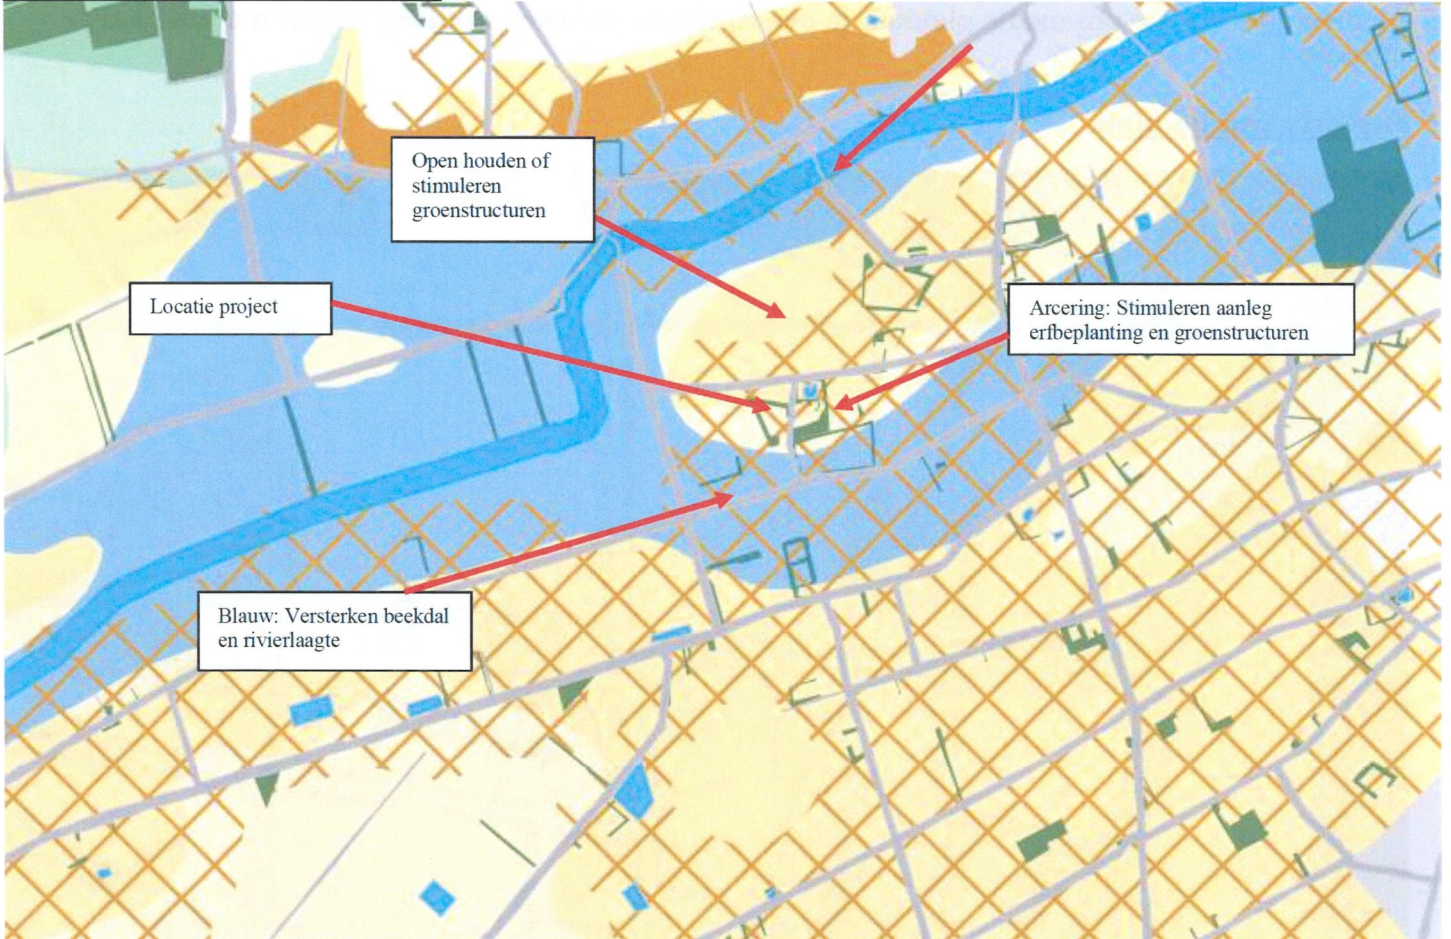 Open houden of
stimuleren
groenstructuren
Locatie project
Arcering: Stimuleren aanleg
erfbeplanting en groenstructuren
Blauw: Versterken beekdal
en rivierlaagte